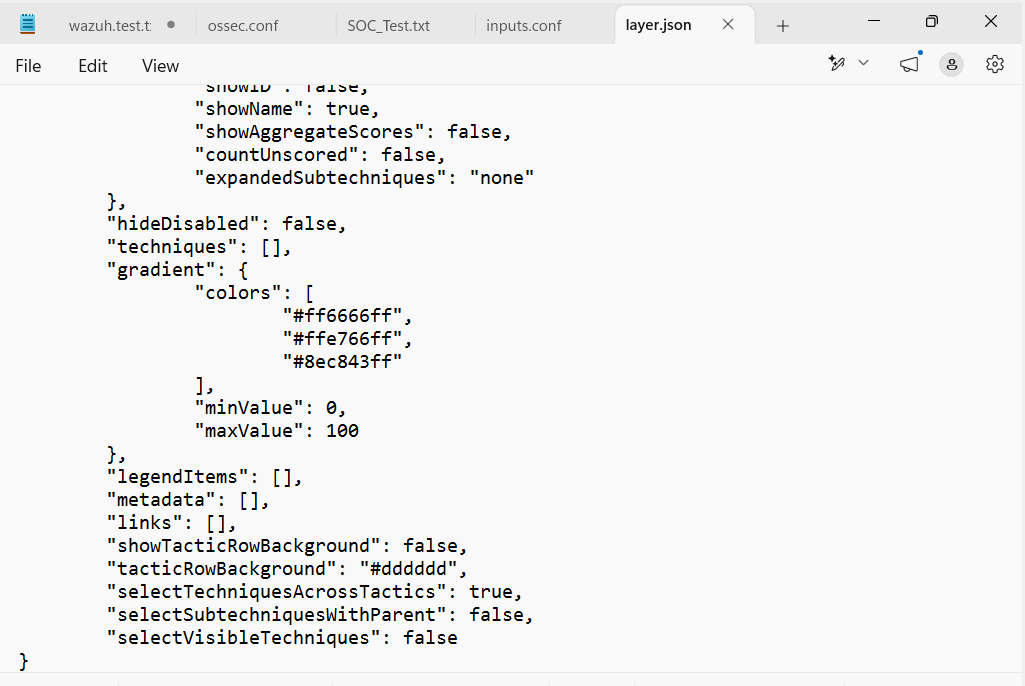 wazuh.test.t:
ossec.conf
SOC_Test.txt
inputs.conf
layer.json
File
Edit
View
"showID": false,
"showName": true,
"showAggregateScores": false,
"countUnscored": false,
"expandedSubtechniques": "none"
},
"hideDisabled": false,
"techniques": [],
"gradient": {
"colors": [
"#ff6666ff",
"#ffe766ff",
"#8ec843ff"
],
"minValue": 0,
"maxValue": 100
},
"legendItems": [],
"metadata": [],
"links": [],
"showTacticRowBackground": false,
"tacticRowBackground": "#dddddd",
"selectTechniquesAcrossTactics": true,
"selectSubtechniquesWithParent": false,
"selectVisibleTechniques": false
}